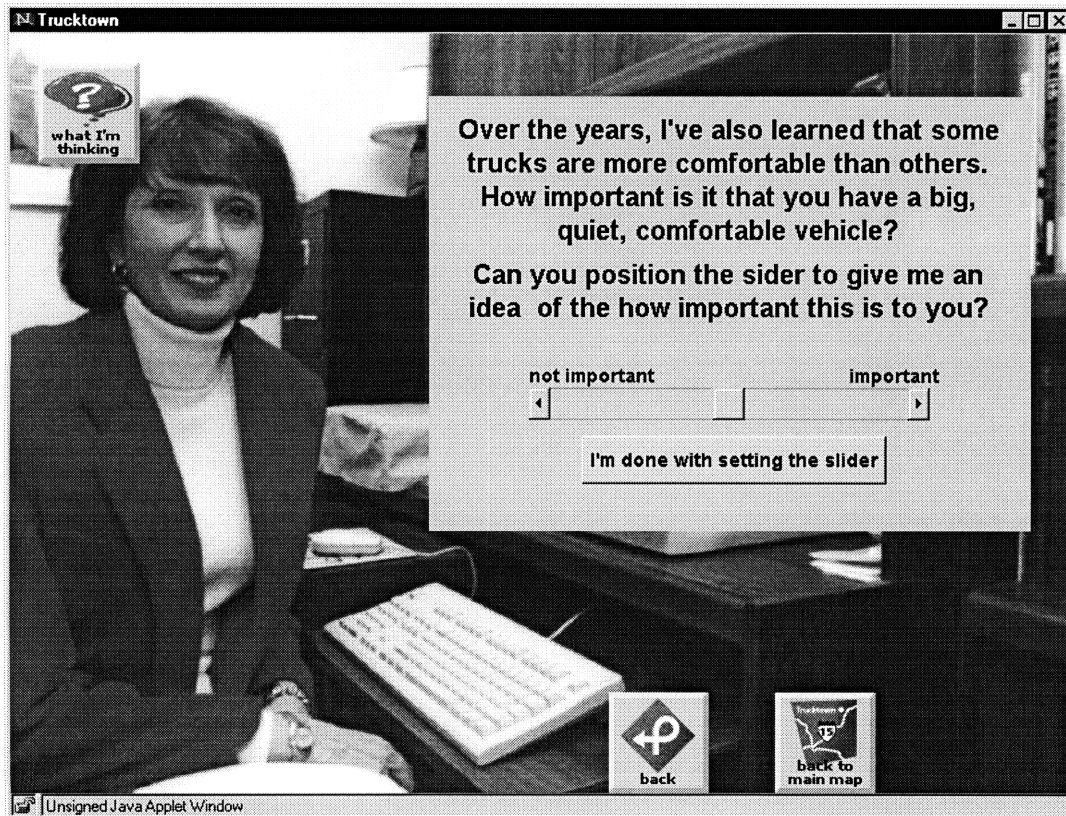 Trucktown
what I'm
thinking
Over the years, I've also learned that some
trucks are more comfortable than others.
How important is it that you have a big,
quiet, comfortable vehicle?
Can you position the sider to give me an
idea of the how important this is to you?
not important
important
I'm done with setting the slider
back
Trucktown
15
back to
main map
Unsigned Java Applet Window